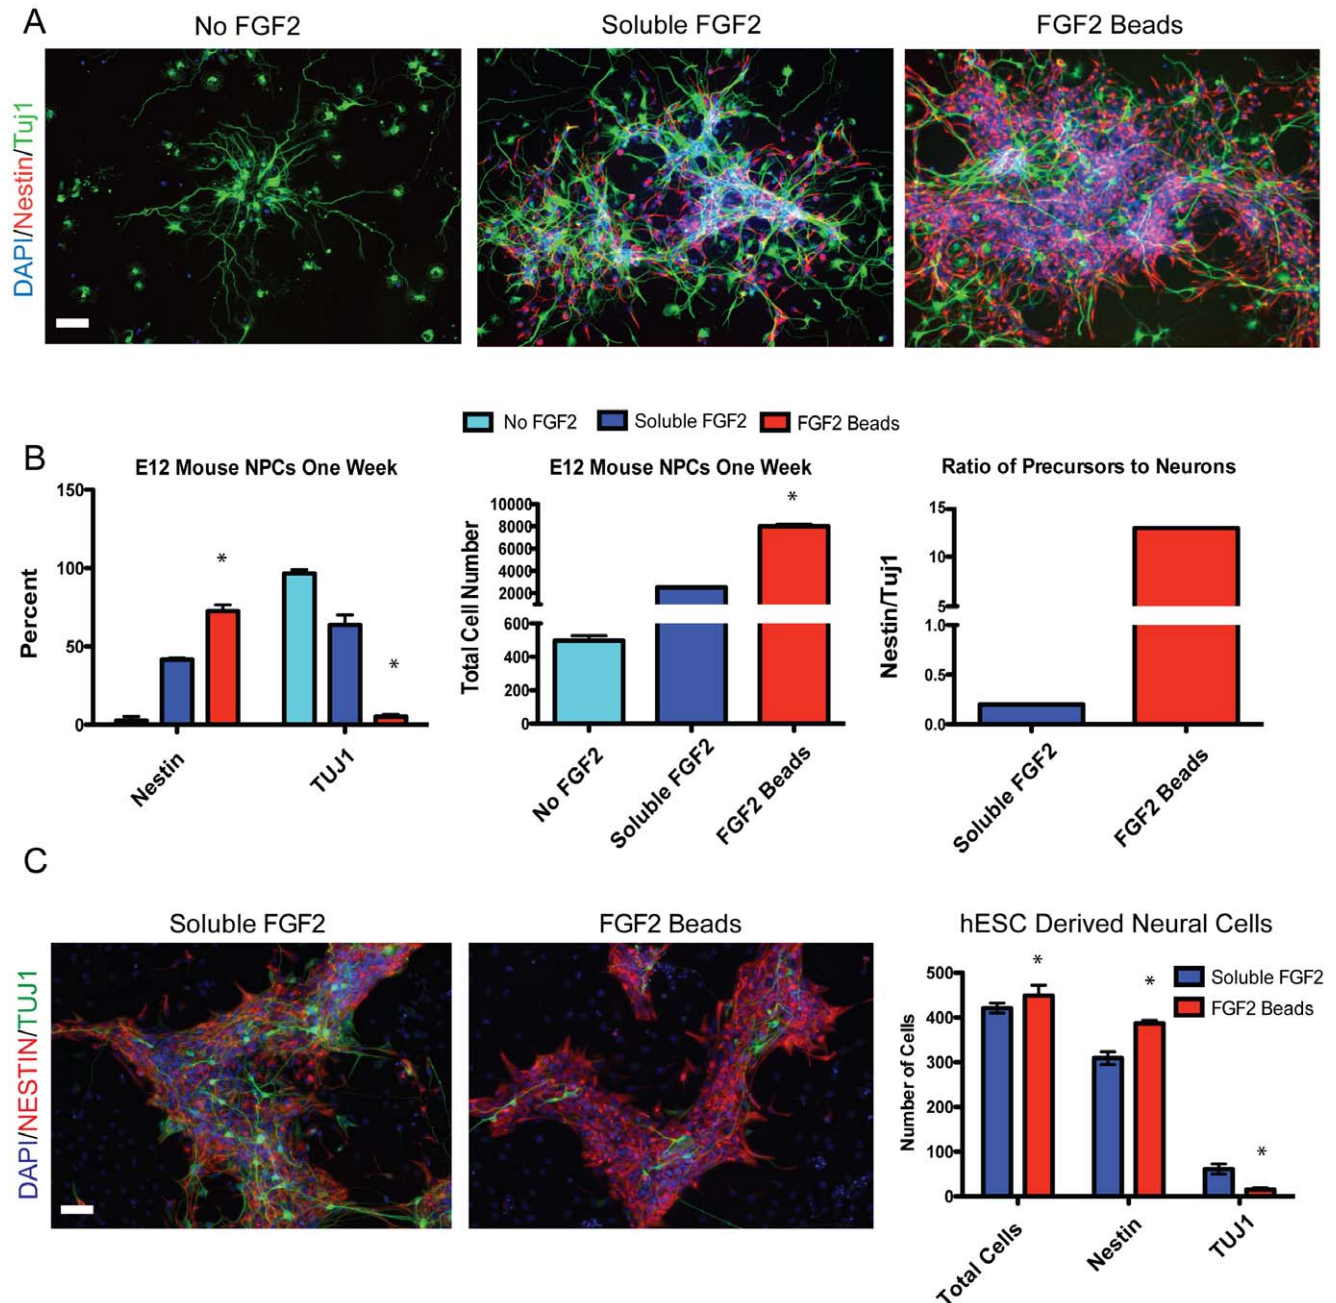 A
No FGF2
Soluble FGF2
FGF2 Beads
DAPI/Nestin/Tuj1
No FGF2
Soluble FGF2
FGF2 Beads
B
E12 Mouse NPCs One Week
150
100
50
0
Percent
*
*
Nestin
TUJ1
E12 Mouse NPCs One Week
10000
8000
6000
4000
2000
600
400
200
0
Total Cell Number
*
No FGF2
Soluble FGF2
FGF2 Beads
Ratio of Precursors to Neurons
15
10
5
1.0
0.5
0.0
Nestin/Tuj1
Soluble FGF2
FGF2 Beads
C
Soluble FGF2
FGF2 Beads
DAPI/NESTIN/TUJ1
hESC Derived Neural Cells
Soluble FGF2
FGF2 Beads
500
400
300
200
100
0
Number of Cells
*
*
*
Total Cells
Nestin
TUJ1